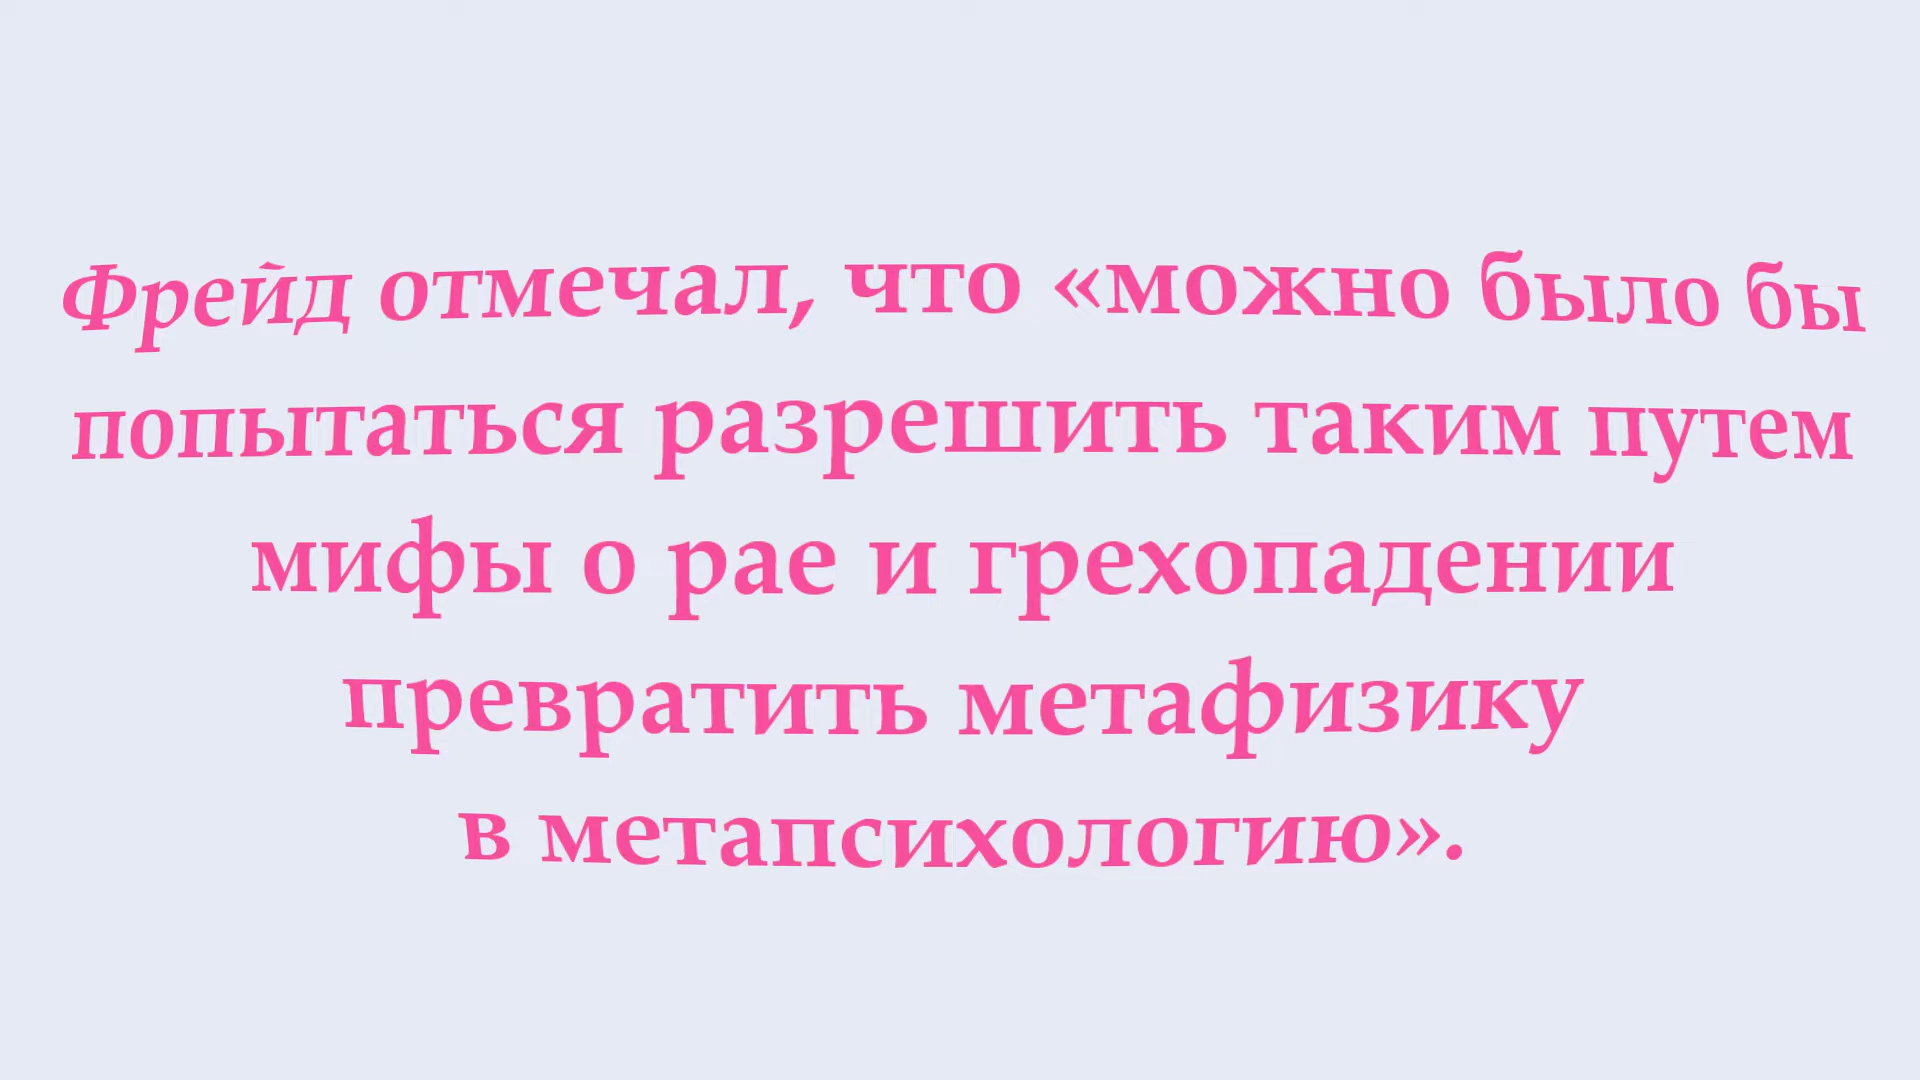 Фрейд отмечал, что «можно было бы
попытаться разрешить таким путем
мифы о рае и грехопадении
превратить метафизику
в метапсихологию».